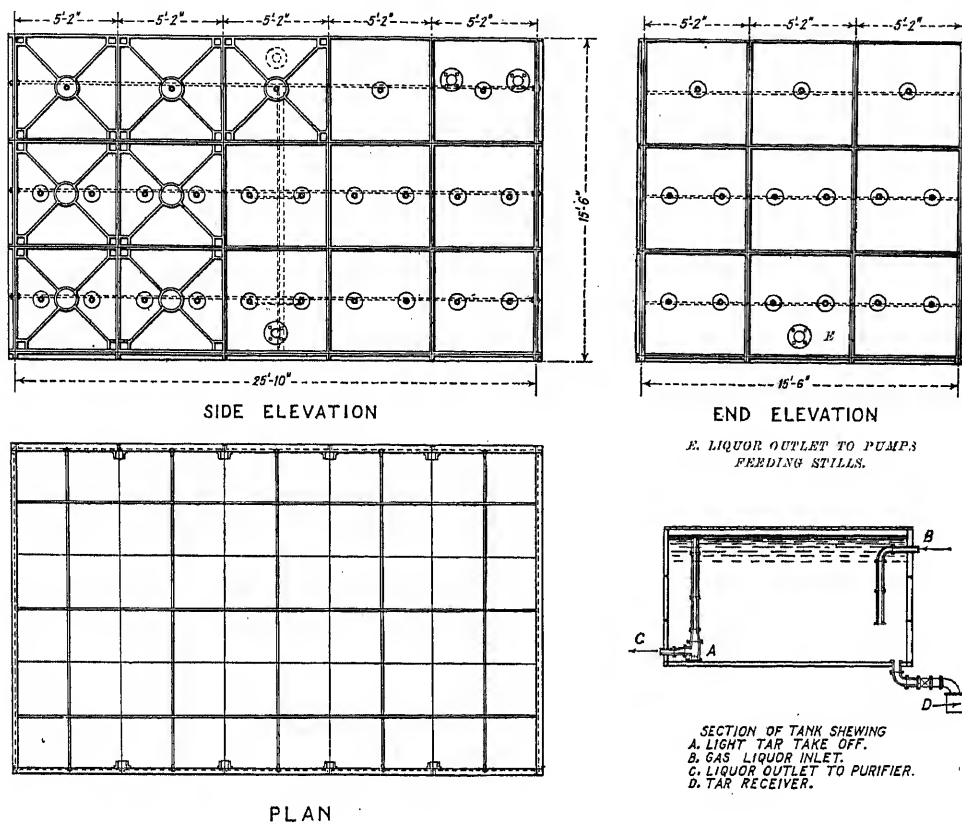 5'-2" 5'-2" 5'-2" 5'-2" 5'-2"
15'-6"
25'-10"
SIDE ELEVATION
5'-2" 5'-2" 5'-2"
E
15'-6"
END ELEVATION
E. LIQUOR OUTLET TO PUMPS
FEEDING STILLS.
PLAN
B
C
A
D
SECTION OF TANK SHEWING
A. LIGHT TAR TAKE OFF.
B. GAS LIQUOR INLET.
C. LIQUOR OUTLET TO PURIFIER.
D. TAR RECEIVER.